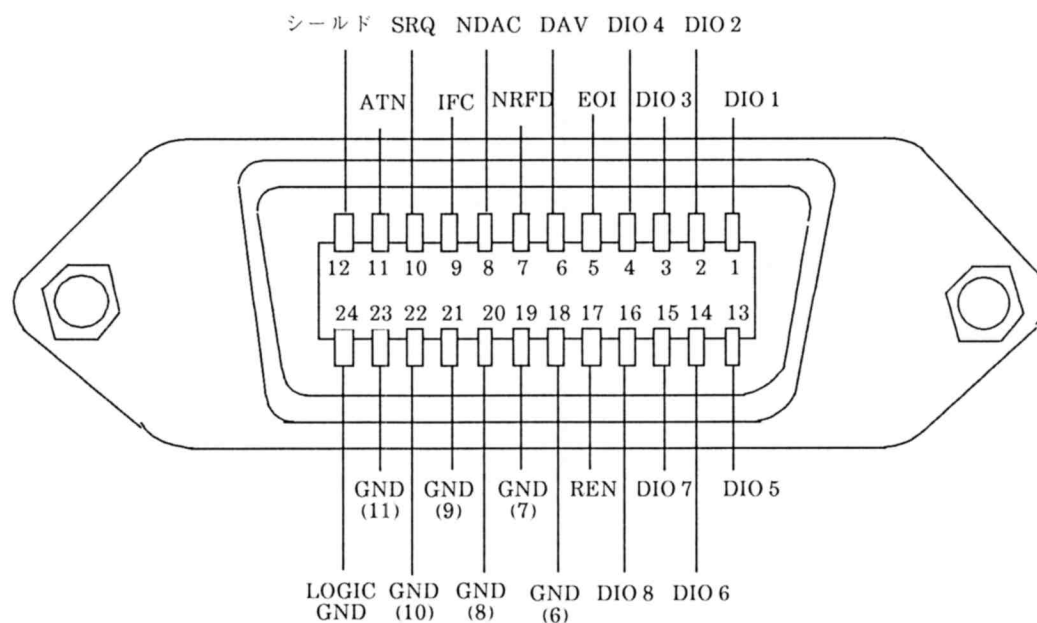 シールド SRQ NDAC DAV DIO 4 DIO 2
ATN IFC NRFD EOI DIO 3 DIO 1
12 11 10 9 8 7 6 5 4 3 2 1
24 23 22 21 20 19 18 17 16 15 14 13
GND GND GND REN DIO 7 DIO 5
(11) (9) (7)
LOGIC GND GND GND DIO 8 DIO 6
GND (10) (8) (6)